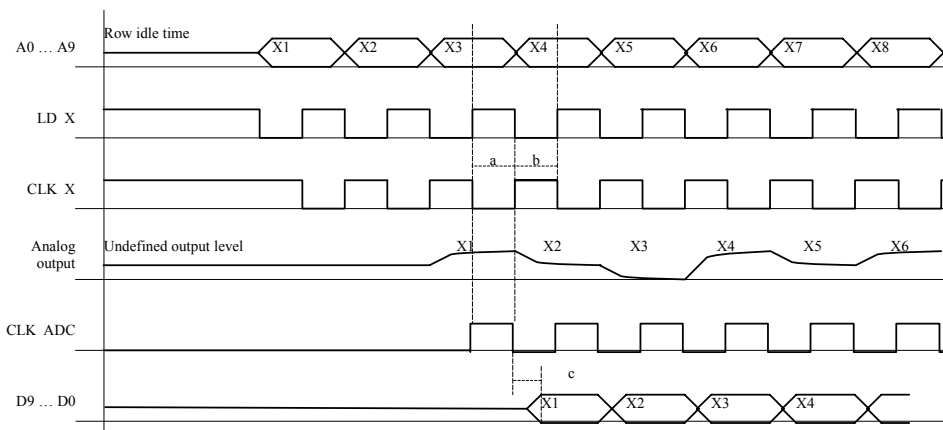 Row idle time
A0 ... A9 X1 X2 X3 X4 X5 X6 X7 X8
LD X
a b
CLK X
Analog output
Undefined output level X1 X2 X3 X4 X5 X6
CLK ADC
c
D9 ... D0 X1 X2 X3 X4